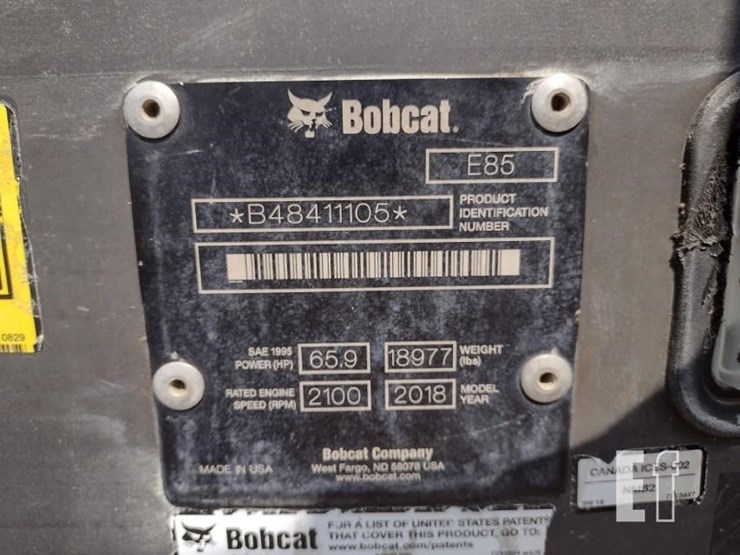 Bobcat.
E85
*B48411105*
PRODUCT
IDENTIFICATION
NUMBER
SAE 1995
POWER (HP)
65.9
18977
WEIGHT
(lbs)
RATED ENGINE
SPEED (RPM)
2100
2018
MODEL
YEAR
Bobcat Company
MADE IN USA
West Fargo, ND 58078 USA
www.bobcat.com
0829
CANADA
Bobcat
FOR A LIST OF UNITED STATES PATENTS
THAT COVER THIS PRODUCT, GO TO:
www.bobcat.com/patents
Ef